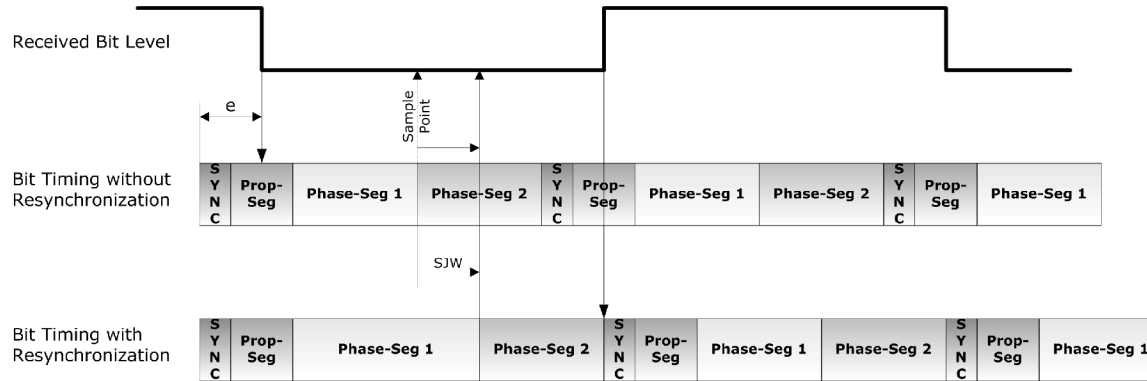 Received Bit Level
e
Sample
Point
Bit Timing without
Resynchronization
S
Y
N
C
Prop-
Seg
Phase-Seg 1
Phase-Seg 2
S
Y
N
C
Prop-
Seg
Phase-Seg 1
Phase-Seg 2
S
Y
N
C
Prop-
Seg
Phase-Seg 1
SJW
Bit Timing with
Resynchronization
S
Y
N
C
Prop-
Seg
Phase-Seg 1
Phase-Seg 2
S
Y
N
C
Prop-
Seg
Phase-Seg 1
Phase-Seg 2
S
Y
N
C
Prop-
Seg
Phase-Seg 1